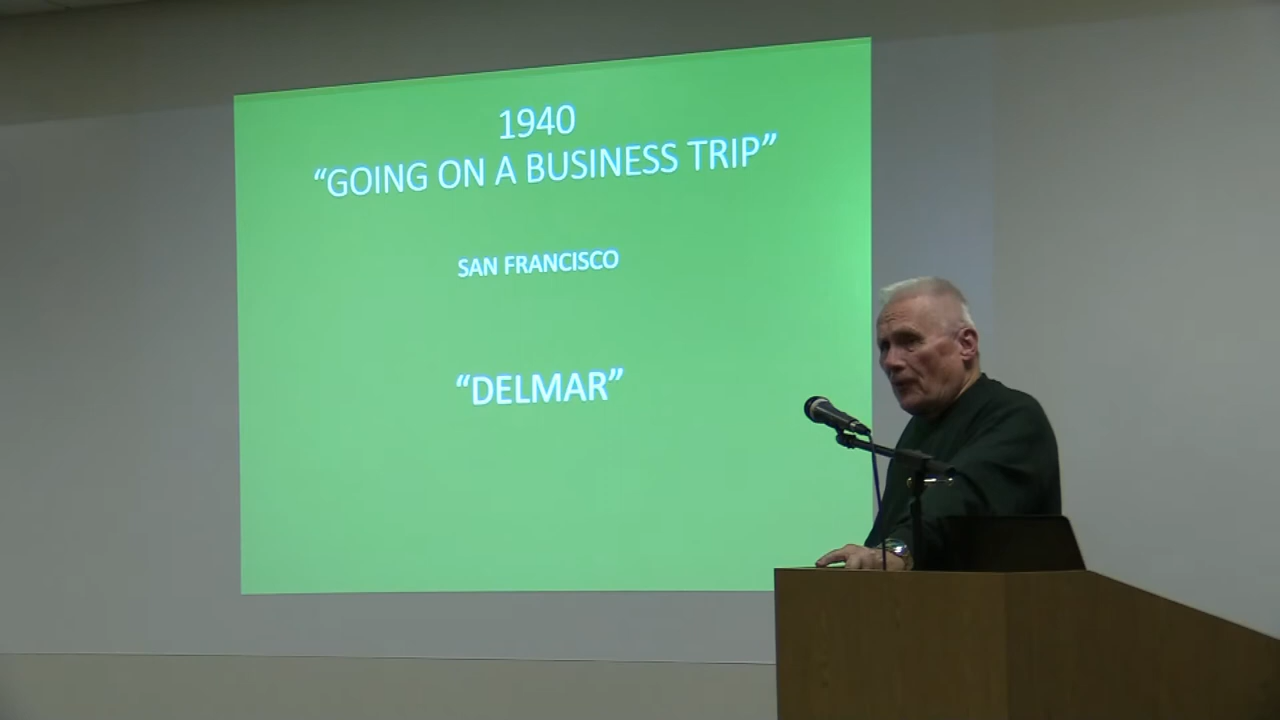 1940
“GOING ON A BUSINESS TRIP”
SAN FRANCISCO
“DELMAR”